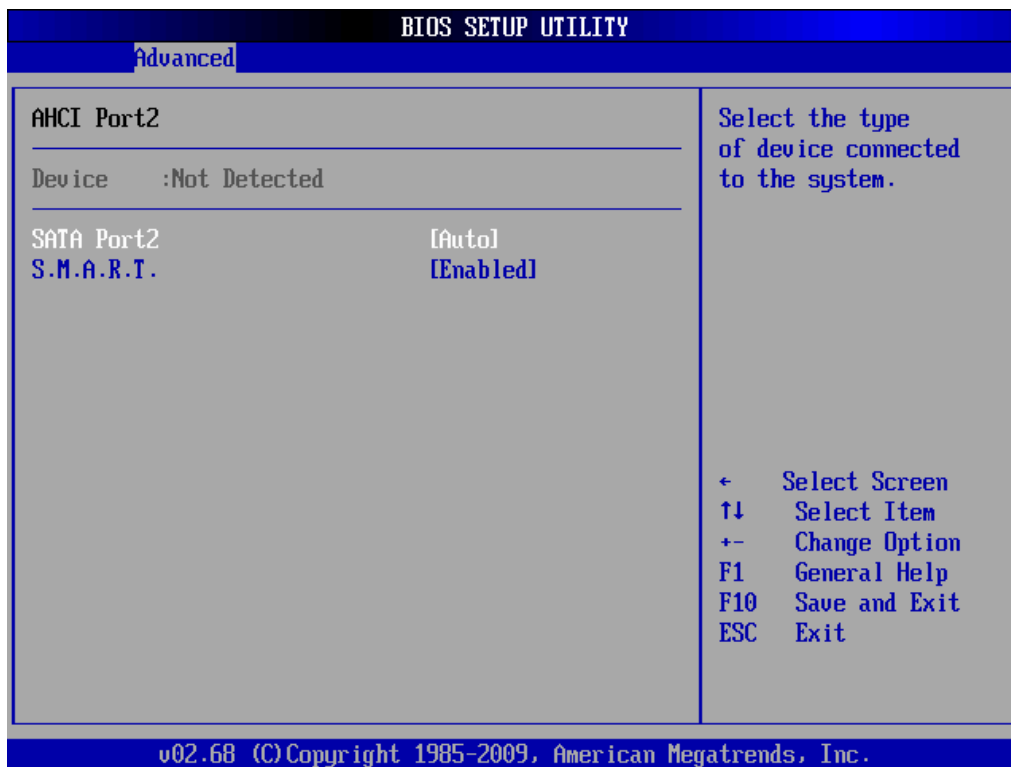 BIOS SETUP UTILITY
Advanced
AHCI Port2
Device :Not Detected
SATA Port2 [Auto]
S.M.A.R.T. [Enabled]
Select the type
of device connected
to the system.
← Select Screen
↑↓ Select Item
+- Change Option
F1 General Help
F10 Save and Exit
ESC Exit
v02.68 (C)Copyright 1985-2009, American Megatrends, Inc.